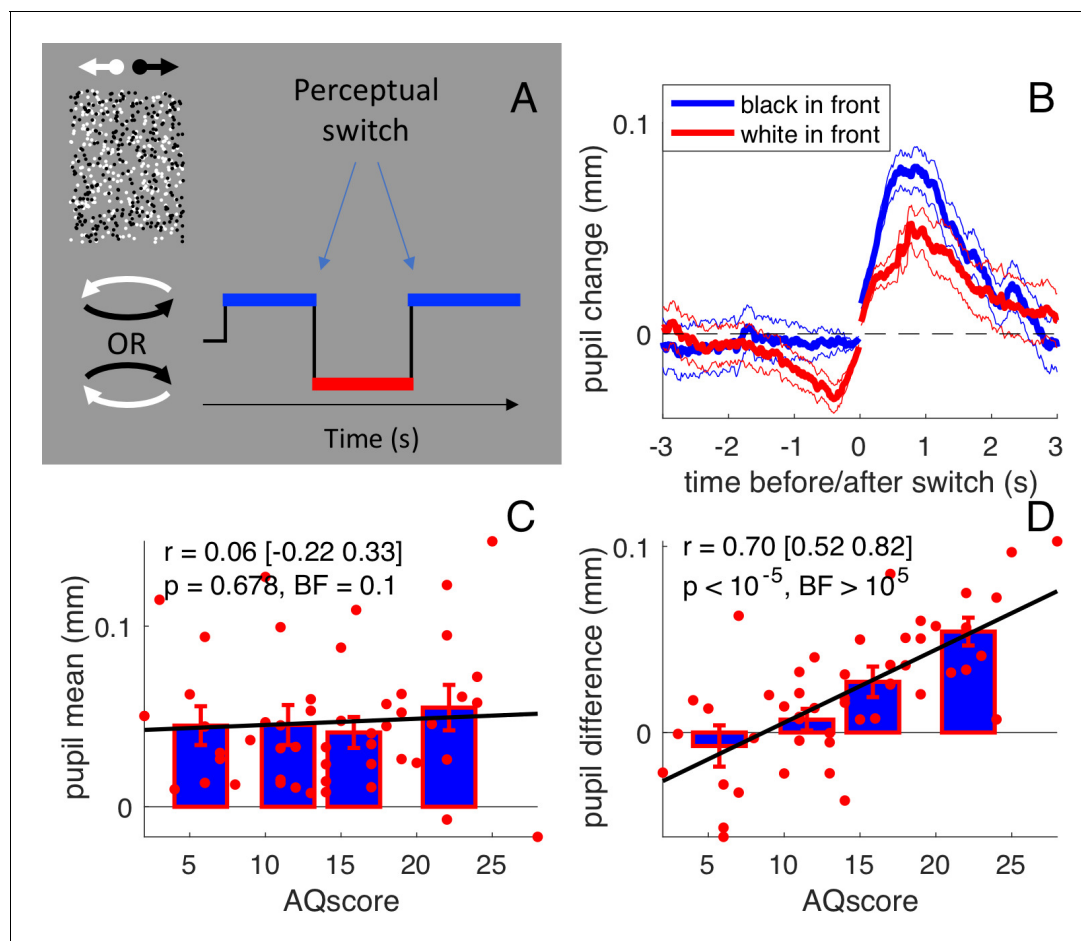 A
Perceptual
switch
OR
Time (s)
B
black in front
white in front
0.1
0
pupil change (mm)
-3 -2 -1 0 1 2 3
time before/after switch (s)
C
r = 0.06 [-0.22 0.33]
p = 0.678, BF = 0.1
0.1
0
pupil mean (mm)
5 10 15 20 25
AQscore
D
r = 0.70 [0.52 0.82]
p < 10⁻⁵, BF > 10⁵
0.1
0
pupil difference (mm)
5 10 15 20 25
AQscore